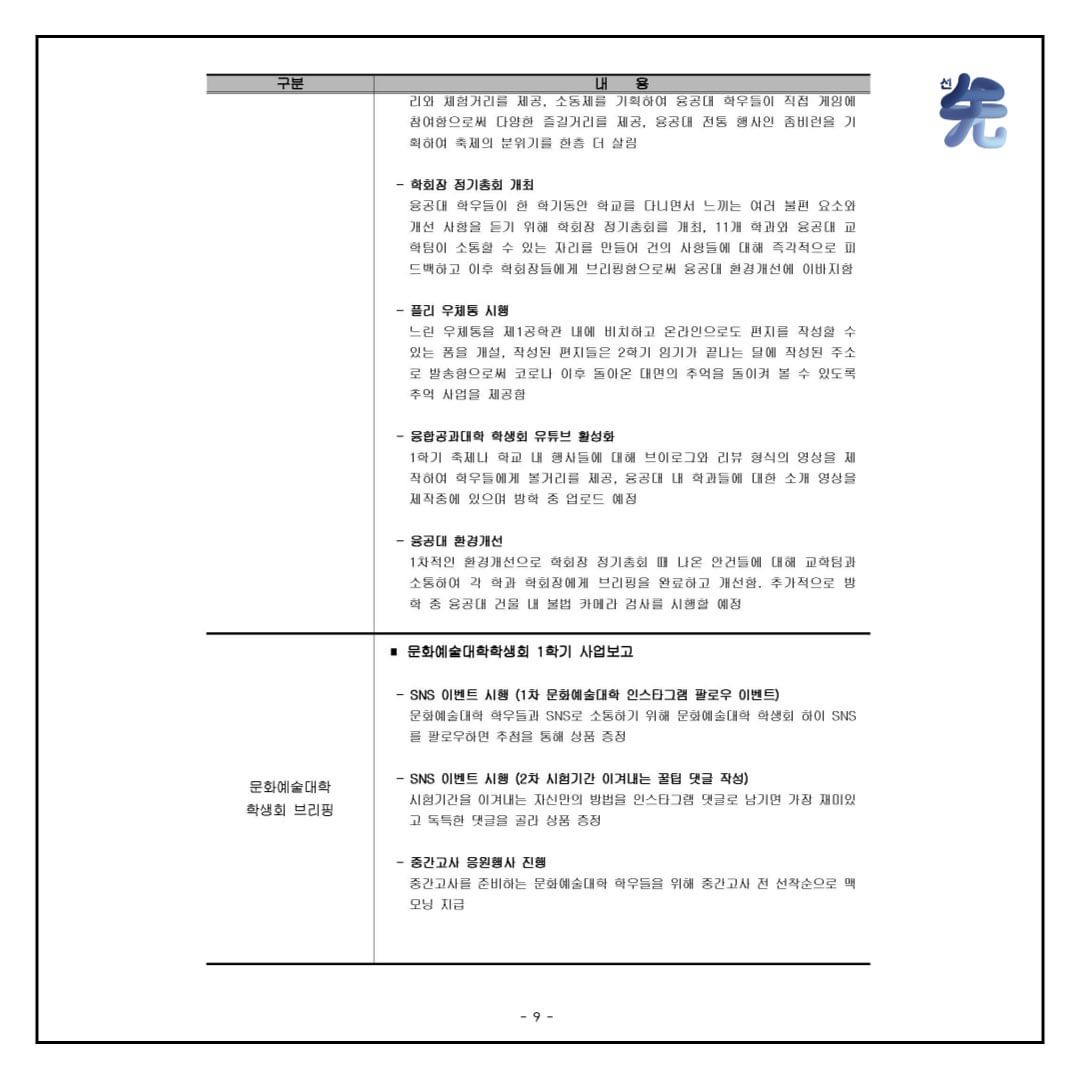 구분 내 용
선 先
리와 체험거리를 제공, 소동제를 기획하여 융공대 학우들이 직접 게임에
참여함으로써 다양한 즐길거리를 제공, 융공대 전통 행사인 좀비런을 기
획하여 축제의 분위기를 한층 더 살림
- 학회장 정기총회 개최
융공대 학우들이 한 학기동안 학교를 다니면서 느끼는 여러 불편 요소와
개선 사항을 듣기 위해 학회장 정기총회를 개최, 11개 학과와 융공대 교
학팀이 소통할 수 있는 자리를 만들어 건의 사항들에 대해 즉각적으로 피
드백하고 이후 학회장들에게 브리핑함으로써 융공대 환경개선에 이바지함
- 플리 우체통 시행
느린 우체통을 제1공학관 내에 비치하고 온라인으로도 편지를 작성할 수
있는 폼을 개설, 작성된 편지들은 2학기 임기가 끝나는 달에 작성된 주소
로 발송함으로써 코로나 이후 돌아온 대면의 추억을 돌이켜 볼 수 있도록
추억 사업을 제공함
- 융합공과대학 학생회 유튜브 활성화
1학기 축제나 학교 내 행사들에 대해 브이로그와 리뷰 형식의 영상을 제
작하여 학우들에게 볼거리를 제공, 융공대 내 학과들에 대한 소개 영상을
제작중에 있으며 방학 중 업로드 예정
- 융공대 환경개선
1차적인 환경개선으로 학회장 정기총회 때 나온 안건들에 대해 교학팀과
소통하여 각 학과 학회장에게 브리핑을 완료하고 개선함. 추가적으로 방
학 중 융공대 건물 내 불법 카메라 검사를 시행할 예정
문화예술대학
학생회 브리핑
■ 문화예술대학학생회 1학기 사업보고
- SNS 이벤트 시행 (1차 문화예술대학 인스타그램 팔로우 이벤트)
문화예술대학 학우들과 SNS로 소통하기 위해 문화예술대학 학생회 하이 SNS
를 팔로우하면 추첨을 통해 상품 증정
- SNS 이벤트 시행 (2차 시험기간 이겨내는 꿀팁 댓글 작성)
시험기간을 이겨내는 자신만의 방법을 인스타그램 댓글로 남기면 가장 재미있
고 독특한 댓글을 골라 상품 증정
- 중간고사 응원행사 진행
중간고사를 준비하는 문화예술대학 학우들을 위해 중간고사 전 선착순으로 맥
모닝 지급
- 9 -